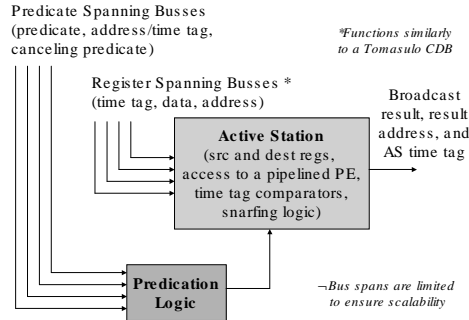 Predicate Spanning Busses
(predicate, address/time tag,
canceling predicate)
*Functions similarly
to a Tomasulo CDB
Register Spanning Busses *
(time tag, data, address)
Broadcast
result, result
address, and
AS time tag
Active Station
(src and dest regs,
access to a pipelined PE,
time tag comparators,
snarfing logic)
Predication
Logic
¬Bus spans are limited
to ensure scalability